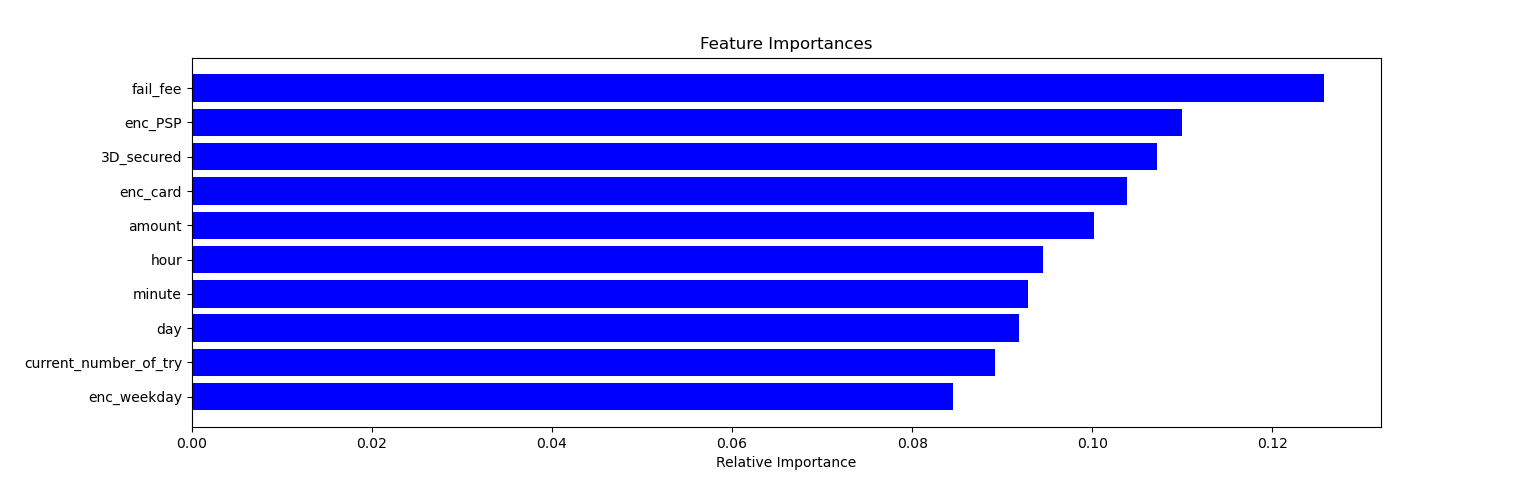 Feature Importances
fail_fee
enc_PSP
3D_secured
enc_card
amount
hour
minute
day
current_number_of_try
enc_weekday
0.00 0.02 0.04 0.06 0.08 0.10 0.12
Relative Importance